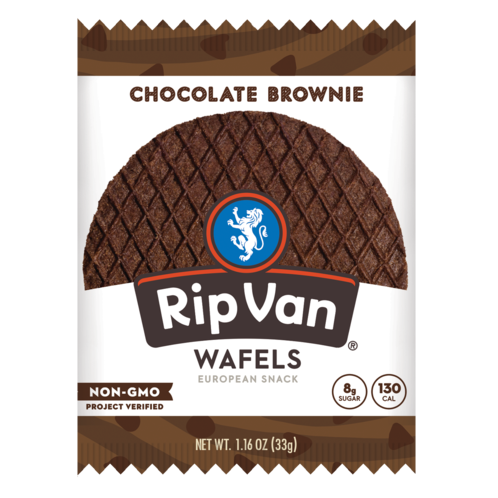 CHOCOLATE BROWNIE
Rip Van
®
WAFELS
EUROPEAN SNACK
NON-GMO
PROJECT VERIFIED
8g
SUGAR
130
CAL
NET WT. 1.16 OZ (33g)